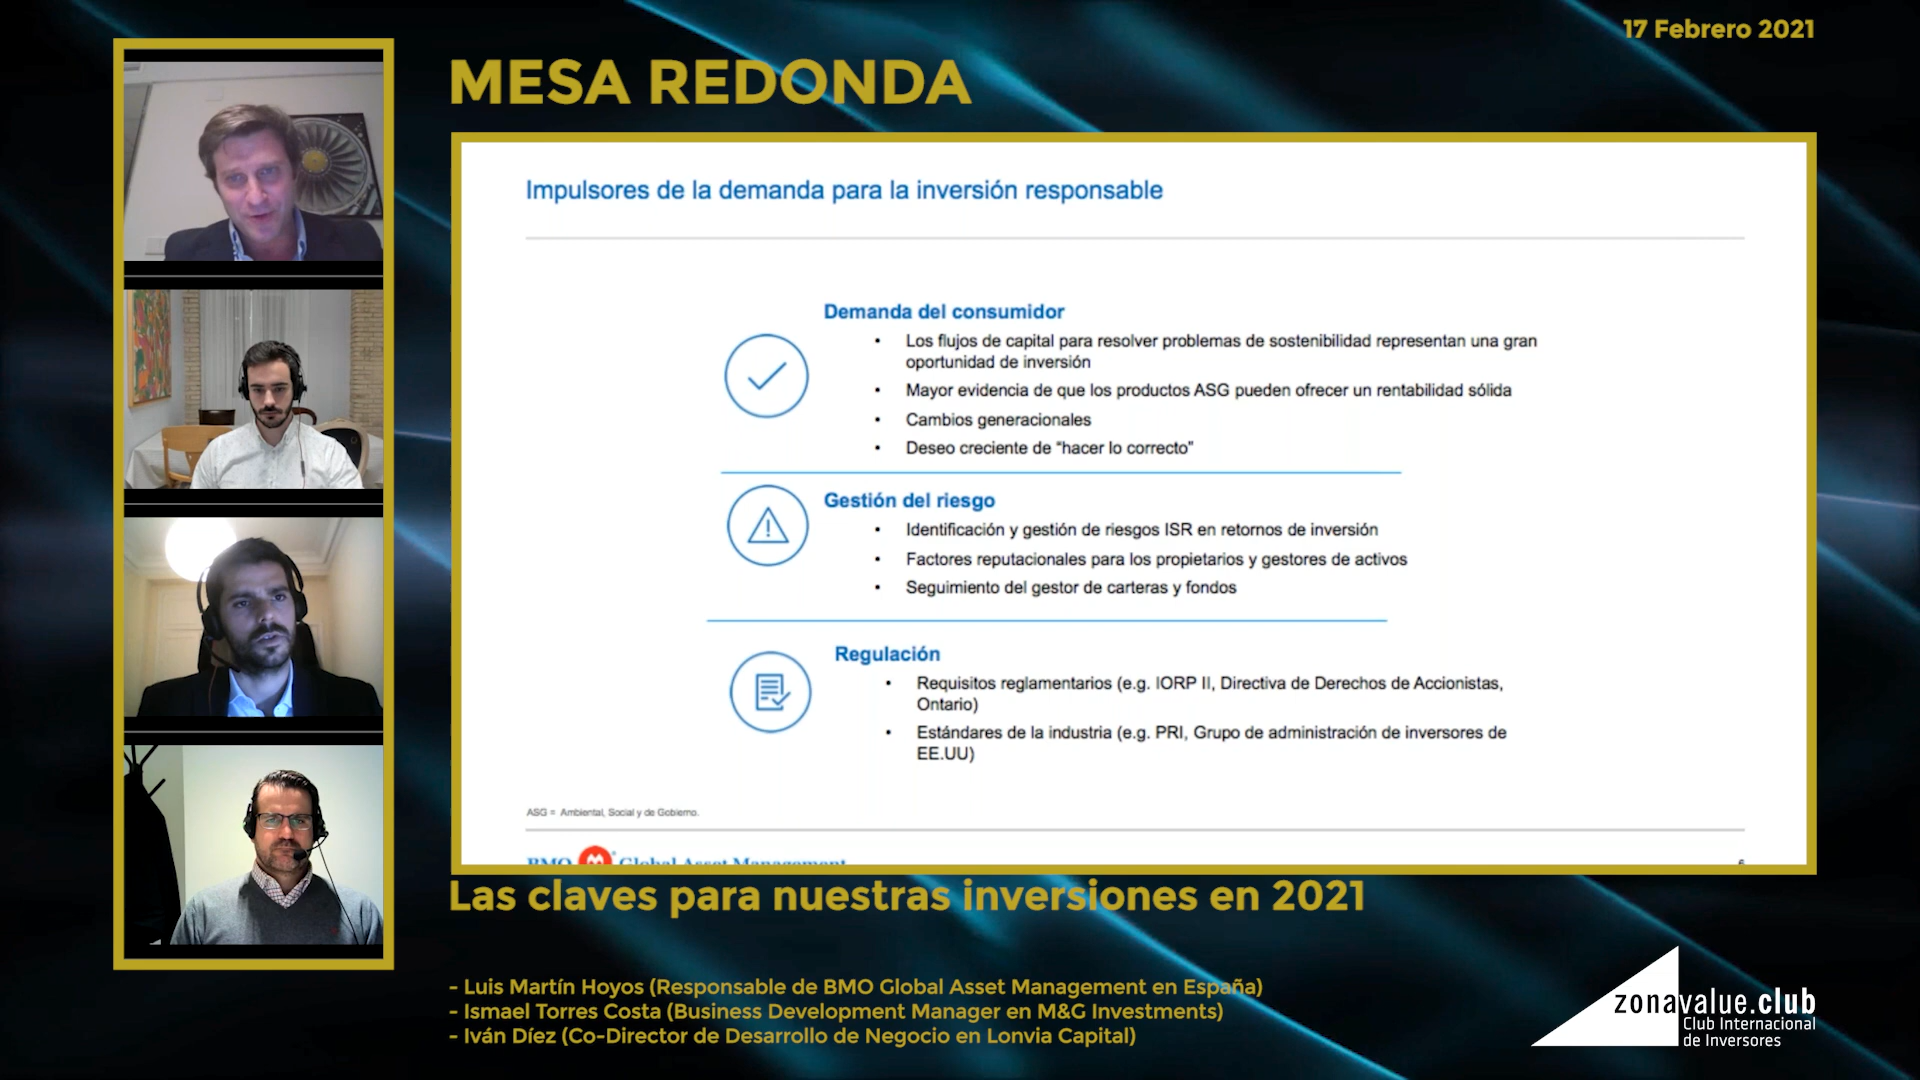 17 Febrero 2021
MESA REDONDA
Impulsores de la demanda para la inversión responsable
Demanda del consumidor
• Los flujos de capital para resolver problemas de sostenibilidad representan una gran
oportunidad de inversión
• Mayor evidencia de que los productos ASG pueden ofrecer un rentabilidad sólida
• Cambios generacionales
• Deseo creciente de “hacer lo correcto”
Gestión del riesgo
• Identificación y gestión de riesgos ISR en retornos de inversión
• Factores reputacionales para los propietarios y gestores de activos
• Seguimiento del gestor de carteras y fondos
Regulación
• Requisitos reglamentarios (e.g. IORP II, Directiva de Derechos de Accionistas,
Ontario)
• Estándares de la industria (e.g. PRI, Grupo de administración de inversores de
EE.UU)
ASG = Ambiental, Social y de Gobierno.
BMO Global Asset Management
6
Las claves para nuestras inversiones en 2021
- Luis Martín Hoyos (Responsable de BMO Global Asset Management en España)
- Ismael Torres Costa (Business Development Manager en M&G Investments)
- Iván Díez (Co-Director de Desarrollo de Negocio en Lonvia Capital)
zonavalue.club
Club Internacional
de Inversores